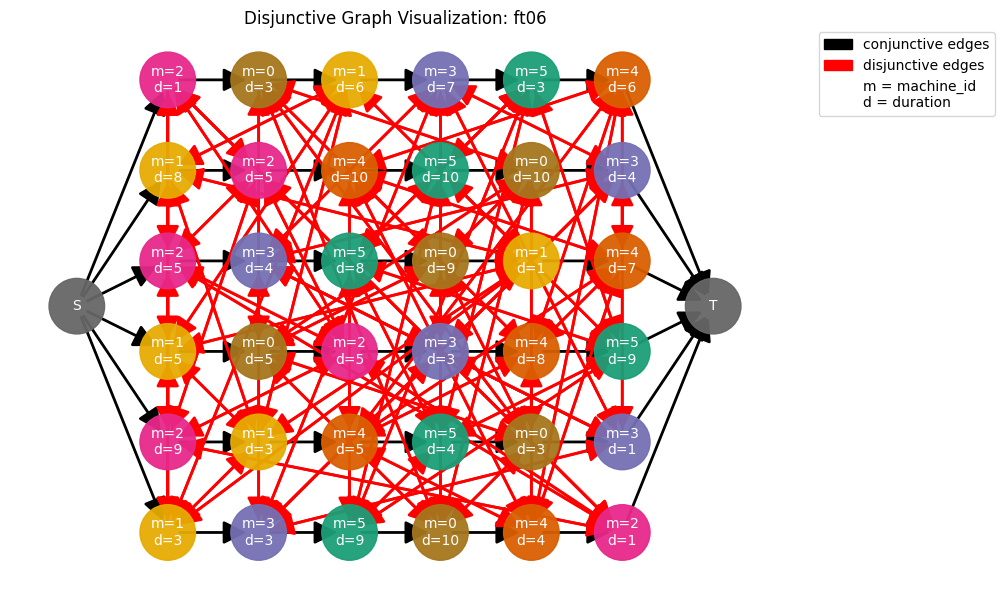 Disjunctive Graph Visualization: ft06
conjunctive edges
disjunctive edges
m = machine_id
d = duration
m=2
d=1
m=0
d=3
m=1
d=6
m=3
d=7
m=5
d=3
m=4
d=6
m=1
d=8
m=2
d=5
m=4
d=10
m=5
d=10
m=0
d=10
m=3
d=4
m=2
d=5
m=3
d=4
m=5
d=8
m=0
d=9
m=1
d=1
m=4
d=7
S
T
m=1
d=5
m=0
d=5
m=2
d=5
m=3
d=3
m=4
d=8
m=5
d=9
m=2
d=9
m=1
d=3
m=4
d=5
m=5
d=4
m=0
d=3
m=3
d=1
m=1
d=3
m=3
d=3
m=5
d=9
m=0
d=10
m=4
d=4
m=2
d=1